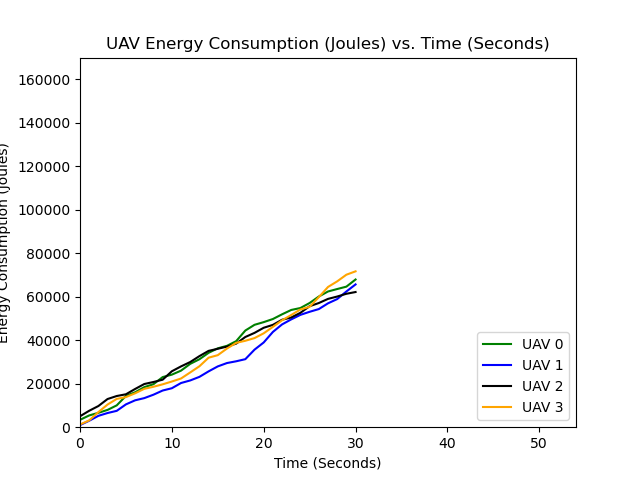 UAV Energy Consumption (Joules) vs. Time (Seconds)
Energy Consumption (Joules)
160000
140000
120000
100000
80000
60000
40000
20000
0
0 10 20 30 40 50
Time (Seconds)
UAV 0
UAV 1
UAV 2
UAV 3